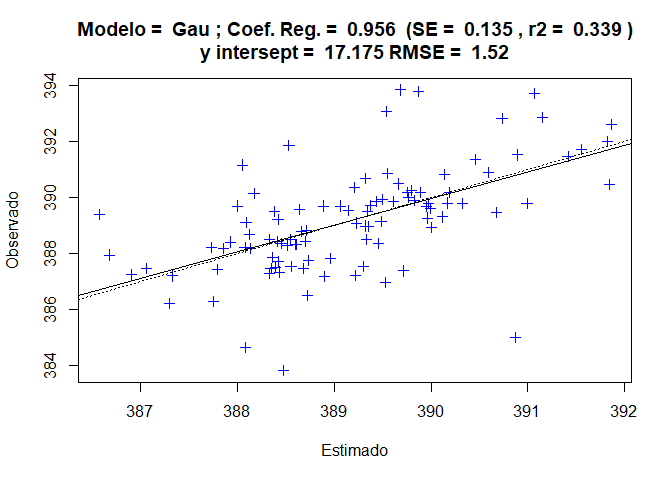 Modelo = Gau ; Coef. Reg. = 0.956 (SE = 0.135 , r2 = 0.339 )
y intersept = 17.175 RMSE = 1.52
394
392
390
388
386
384
Observado
387 388 389 390 391 392
Estimado